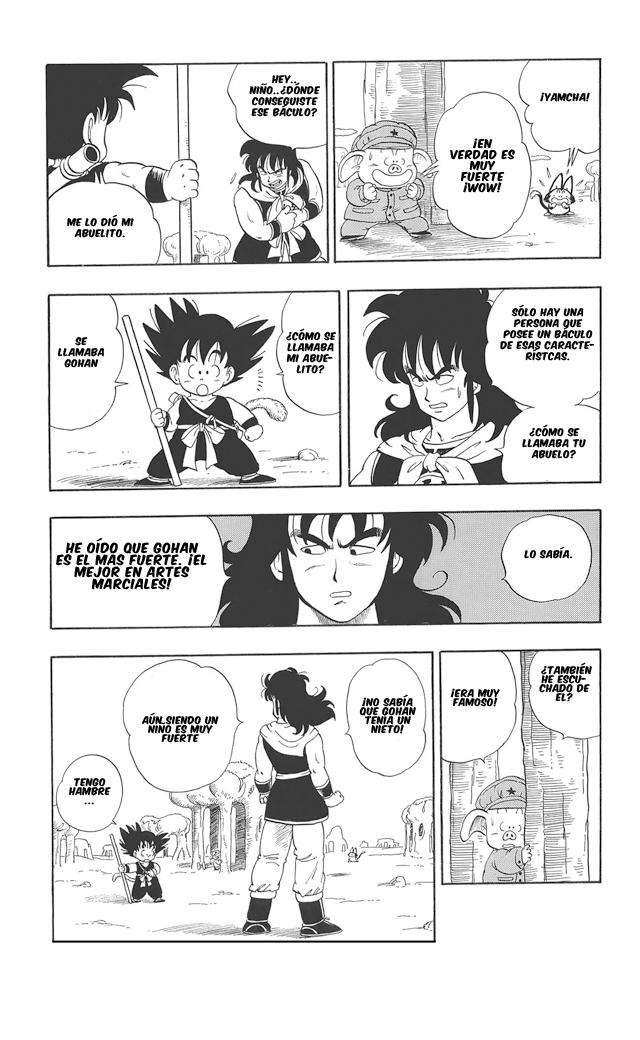 ¡YAMCHA!
¡EN
VERDAD ES
MUY
FUERTE
¡WOW!
HEY..
NIÑO..¿DÓNDE
CONSEGUISTE
ESE BÁCULO?
ME LO DIÓ MI
ABUELITO.
SÓLO HAY UNA
PERSONA QUE
POSEE UN BÁCULO
DE ESAS CARACTE-
RÍSTCAS.
¿CÓMO SE
LLAMABA TU
ABUELO?
¿CÓMO SE
LLAMABA
MI ABUE-
LITO?
SE
LLAMABA
GOHAN
LO SABÍA.
HE OÍDO QUE GOHAN
ES EL MÁS FUERTE. ¡EL
MEJOR EN ARTES
MARCIALES!
¿TAMBIÉN
HE ESCU-
CHADO DE
EL?
¡ERA MUY
FAMOSO!
¡NO SABÍA
QUE GOHAN
TENIA UN
NIETO!
AÚN.SIENDO UN
NINO ES MUY
FUERTE
TENGO
HAMBRE
...